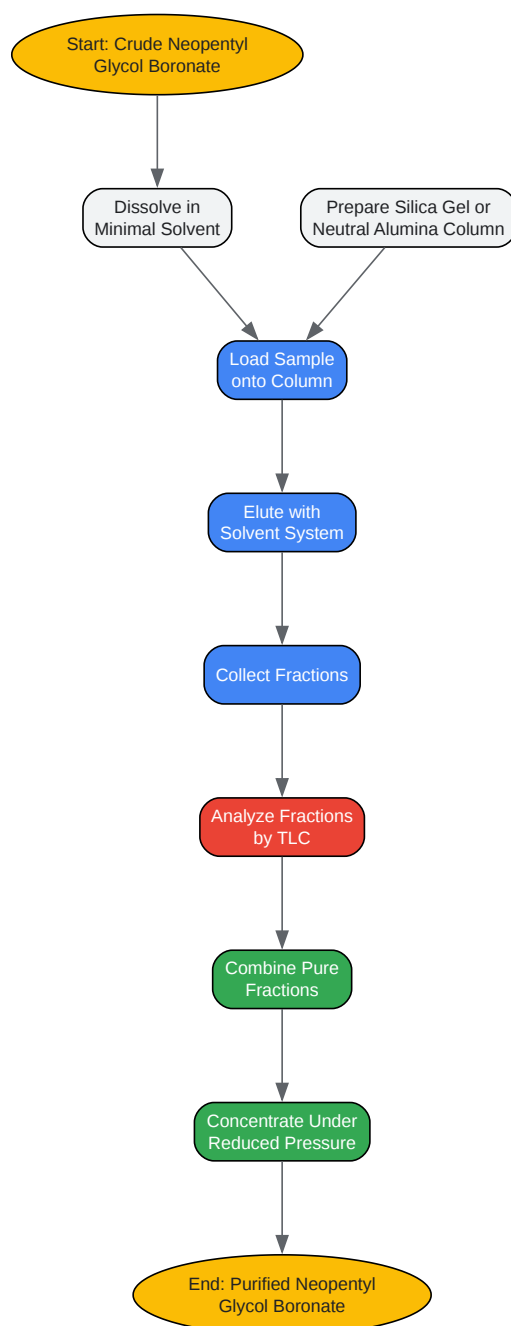 Start: Crude Neopentyl
Glycol Boronate
Dissolve in
Minimal Solvent
Prepare Silica Gel or
Neutral Alumina Column
Load Sample
onto Column
Elute with
Solvent System
Collect Fractions
Analyze Fractions
by TLC
Combine Pure
Fractions
Concentrate Under
Reduced Pressure
End: Purified Neopentyl
Glycol Boronate